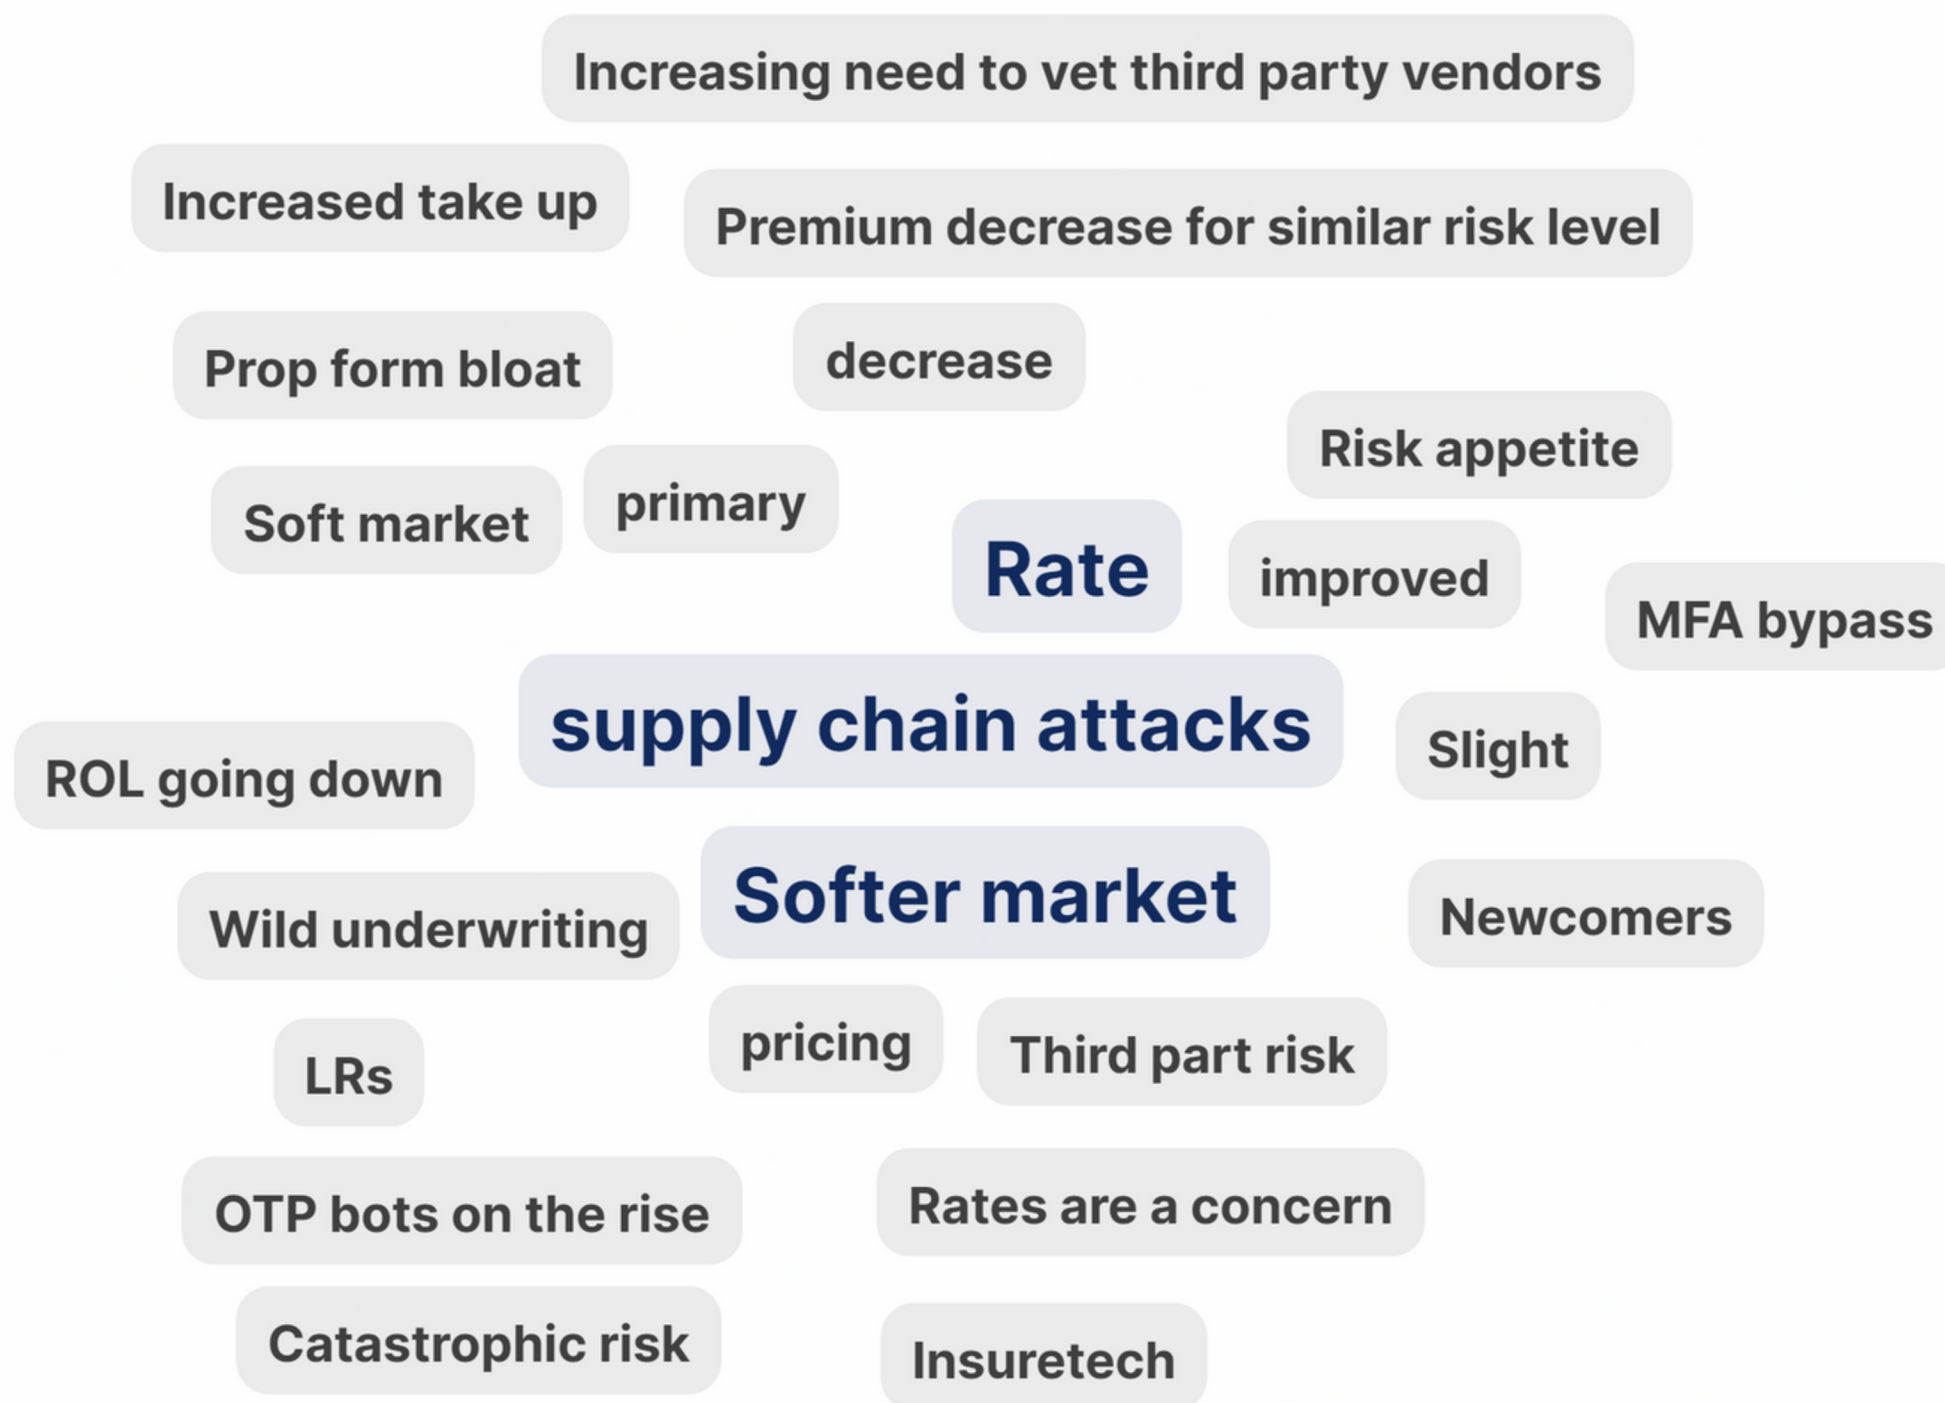 Increasing need to vet third party vendors
Increased take up
Premium decrease for similar risk level
Prop form bloat
decrease
Risk appetite
Soft market
primary
Rate
improved
MFA bypass
supply chain attacks
Slight
ROL going down
Softer market
Newcomers
Wild underwriting
pricing
Third part risk
LRs
OTP bots on the rise
Rates are a concern
Catastrophic risk
Insuretech